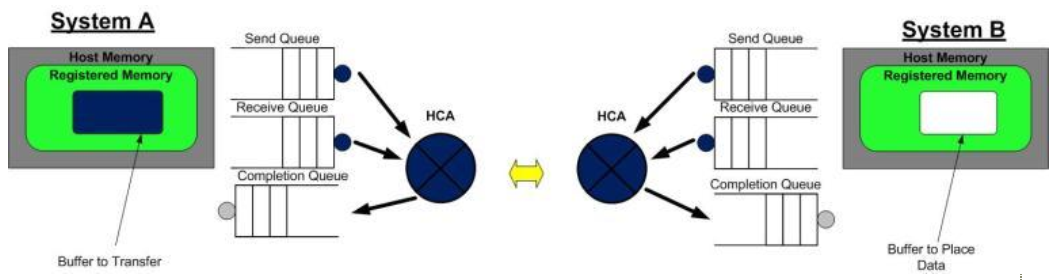 System A
Host Memory
Registered Memory
Buffer to Transfer
Send Queue
Receive Queue
Completion Queue
HCA
HCA
Send Queue
Receive Queue
Completion Queue
System B
Host Memory
Registered Memory
Buffer to Place
Data